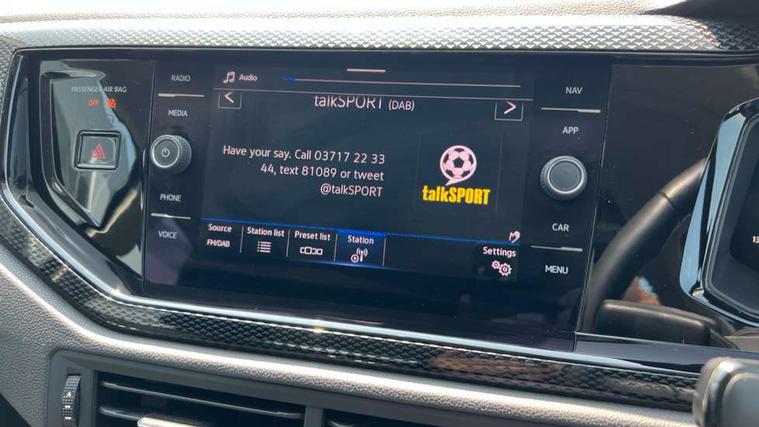 PASSENGER AIR BAG
OFF
RADIO
MEDIA
PHONE
VOICE
Audio
talkSPORT (DAB)
Have your say. Call 03717 22 33
44, text 81089 or tweet
@talkSPORT
talkSPORT
Source
FM/DAB
Station list
Preset list
Station
Settings
NAV
APP
CAR
MENU